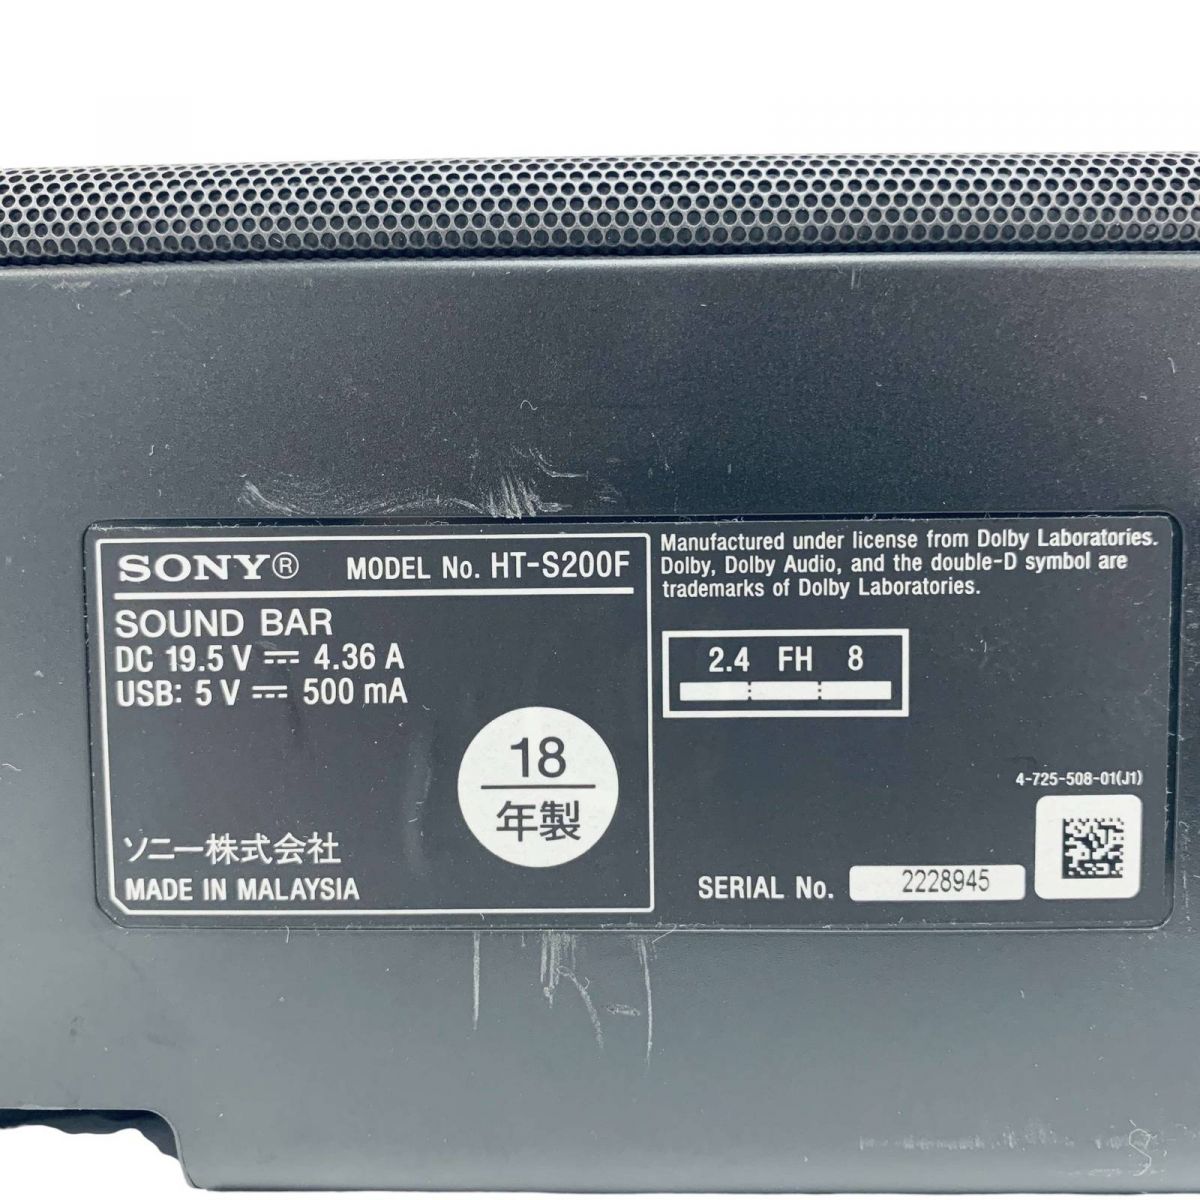 SONY® MODEL No. HT-S200F
SOUND BAR
DC 19.5 V ⎓ 4.36 A
USB: 5 V ⎓ 500 mA
18
年製
ソニー株式会社
MADE IN MALAYSIA
Manufactured under license from Dolby Laboratories.
Dolby, Dolby Audio, and the double-D symbol are
trademarks of Dolby Laboratories.
2.4 FH 8
4-725-508-01(J1)
SERIAL No. 2228945